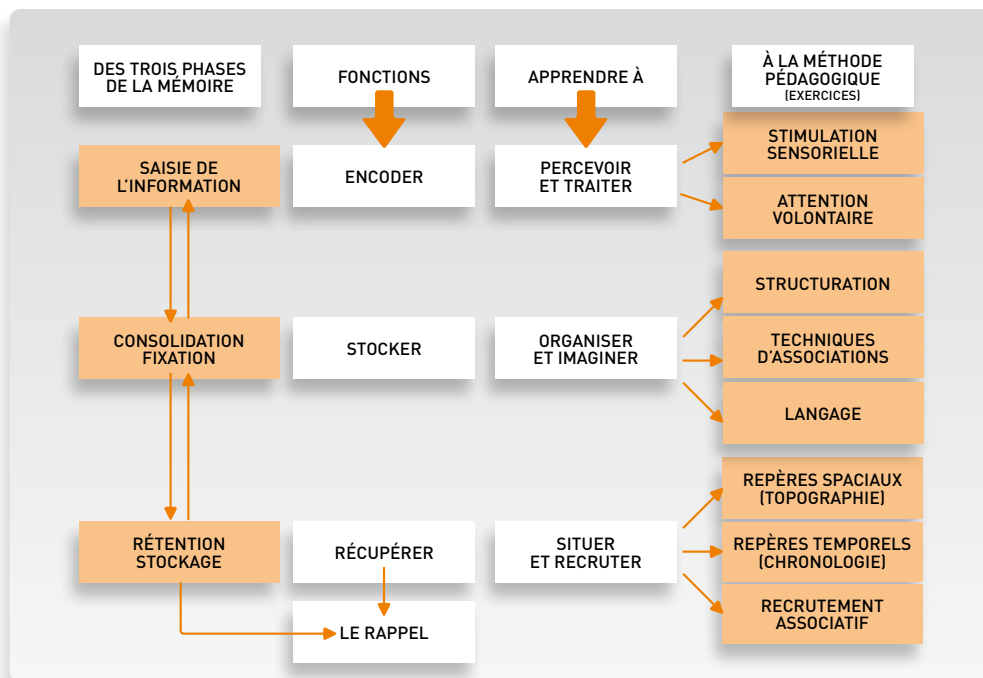 DES TROIS PHASES
DE LA MÉMOIRE
FONCTIONS
APPRENDRE À
À LA MÉTHODE
PÉDAGOGIQUE
(EXERCICES)
SAISIE DE
L'INFORMATION
ENCODER
PERCEVOIR
ET TRAITER
STIMULATION
SENSORIELLE
ATTENTION
VOLONTAIRE
CONSOLIDATION
FIXATION
STOCKER
ORGANISER
ET IMAGINER
STRUCTURATION
TECHNIQUES
D'ASSOCIATIONS
LANGAGE
RÉTENTION
STOCKAGE
RÉCUPÉRER
SITUER
ET RECRUTER
REPÈRES SPACIAUX
(TOPOGRAPHIE)
REPÈRES TEMPORELS
(CHRONOLOGIE)
RECRUTEMENT
ASSOCIATIF
LE RAPPEL